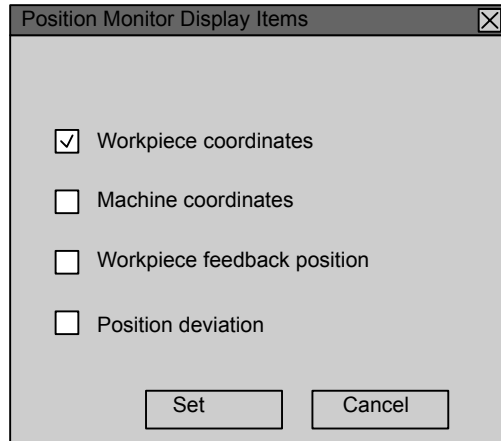 Position Monitor Display Items
Workpiece coordinates
Machine coordinates
Workpiece feedback position
Position deviation
Set Cancel